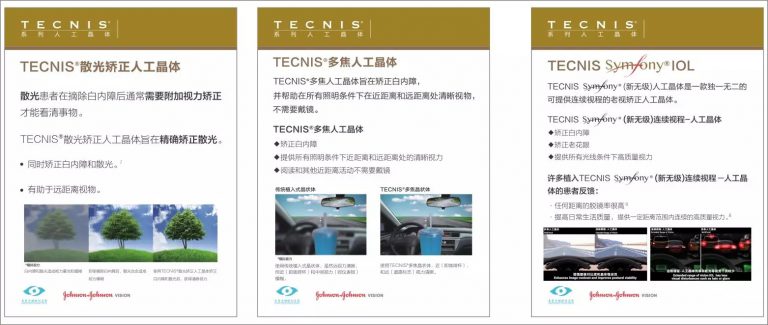 TECNIS®
系列人工晶体
TECNIS®散光矫正人工晶体
散光患者在摘除白内障后通常需要附加视力矫正
才能看清事物。
TECNIS®散光矫正人工晶体旨在精确矫正散光。
• 同时矫正白内障和散光。
• 有助于远距离视物。
Johnson & Johnson VISION
TECNIS®
系列人工晶体
TECNIS®多焦人工晶体
TECNIS®多焦人工晶体旨在矫正白内障,
并帮助在所有照明条件下在近距离和远距离处清晰视物,
不需要戴镜。
TECNIS®多焦人工晶体
◆矫正白内障
◆提供所有照明条件下近距离和远距离处的清晰视力
◆阅读和其他近距离活动不需要戴镜
传统植入式晶状体
TECNIS®多焦晶状体
Johnson & Johnson VISION
TECNIS®
系列人工晶体
TECNIS Symfony® IOL
TECNIS Symfony® (新无级)人工晶体是一款独一无二的
可提供连续视程的老视矫正人工晶体。
TECNIS Symfony® (新无级)连续视程一人工晶体
◆矫正白内障
◆矫正老花眼
◆提供所有光线条件下高质量视力
许多植入TECNIS Symfony® (新无级)连续视程一人工晶
体的患者反馈:
· 任何距离的脱镜率很高
· 提高日常生活质量,提供一定距离范围内连续的高质量视力。
Johnson & Johnson VISION